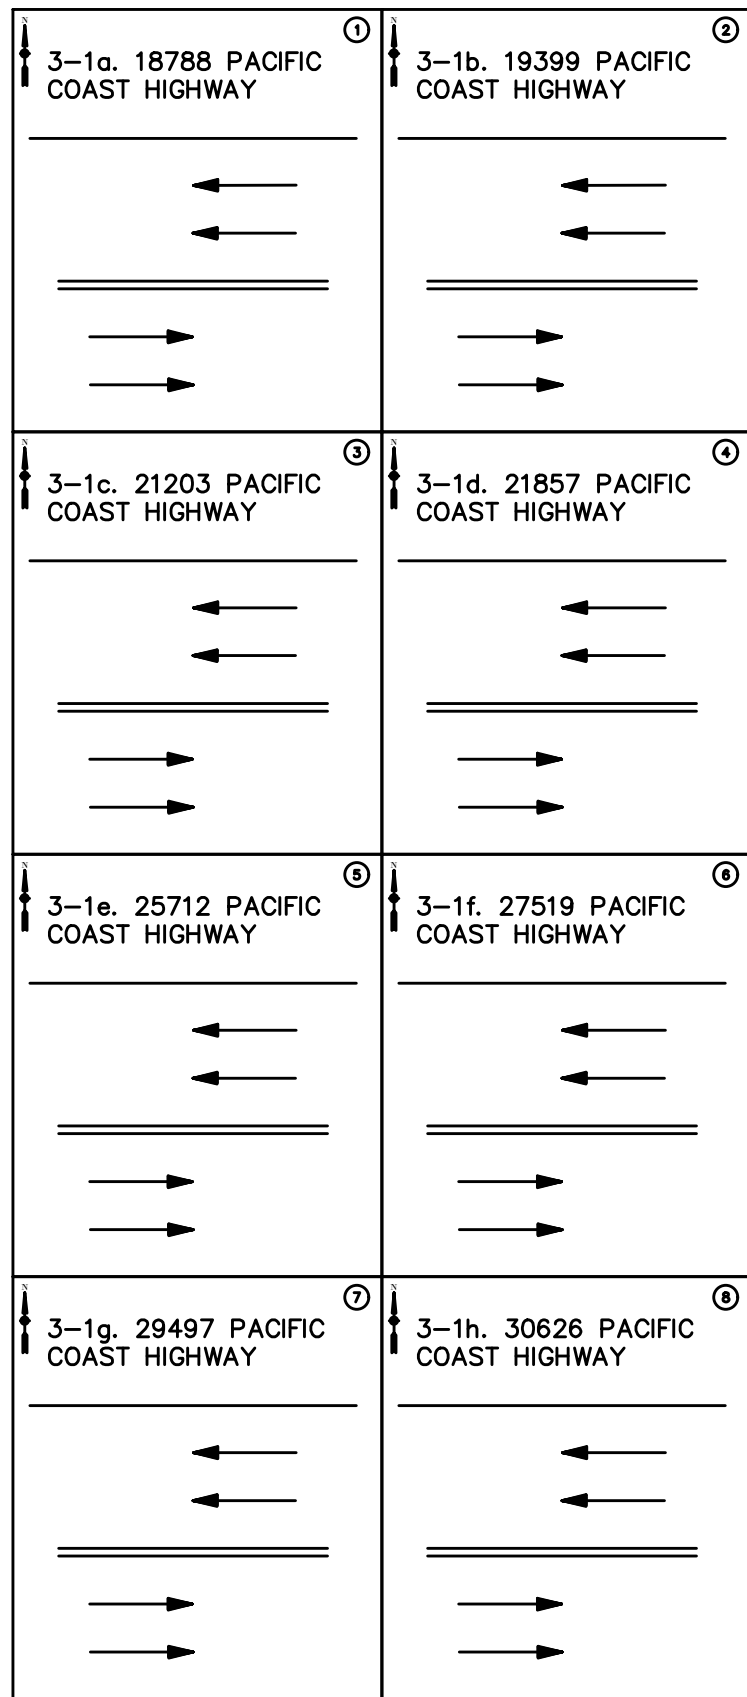 N
1
3-1a. 18788 PACIFIC
COAST HIGHWAY
N
2
3-1b. 19399 PACIFIC
COAST HIGHWAY
N
3
3-1c. 21203 PACIFIC
COAST HIGHWAY
N
4
3-1d. 21857 PACIFIC
COAST HIGHWAY
N
5
3-1e. 25712 PACIFIC
COAST HIGHWAY
N
6
3-1f. 27519 PACIFIC
COAST HIGHWAY
N
7
3-1g. 29497 PACIFIC
COAST HIGHWAY
N
8
3-1h. 30626 PACIFIC
COAST HIGHWAY